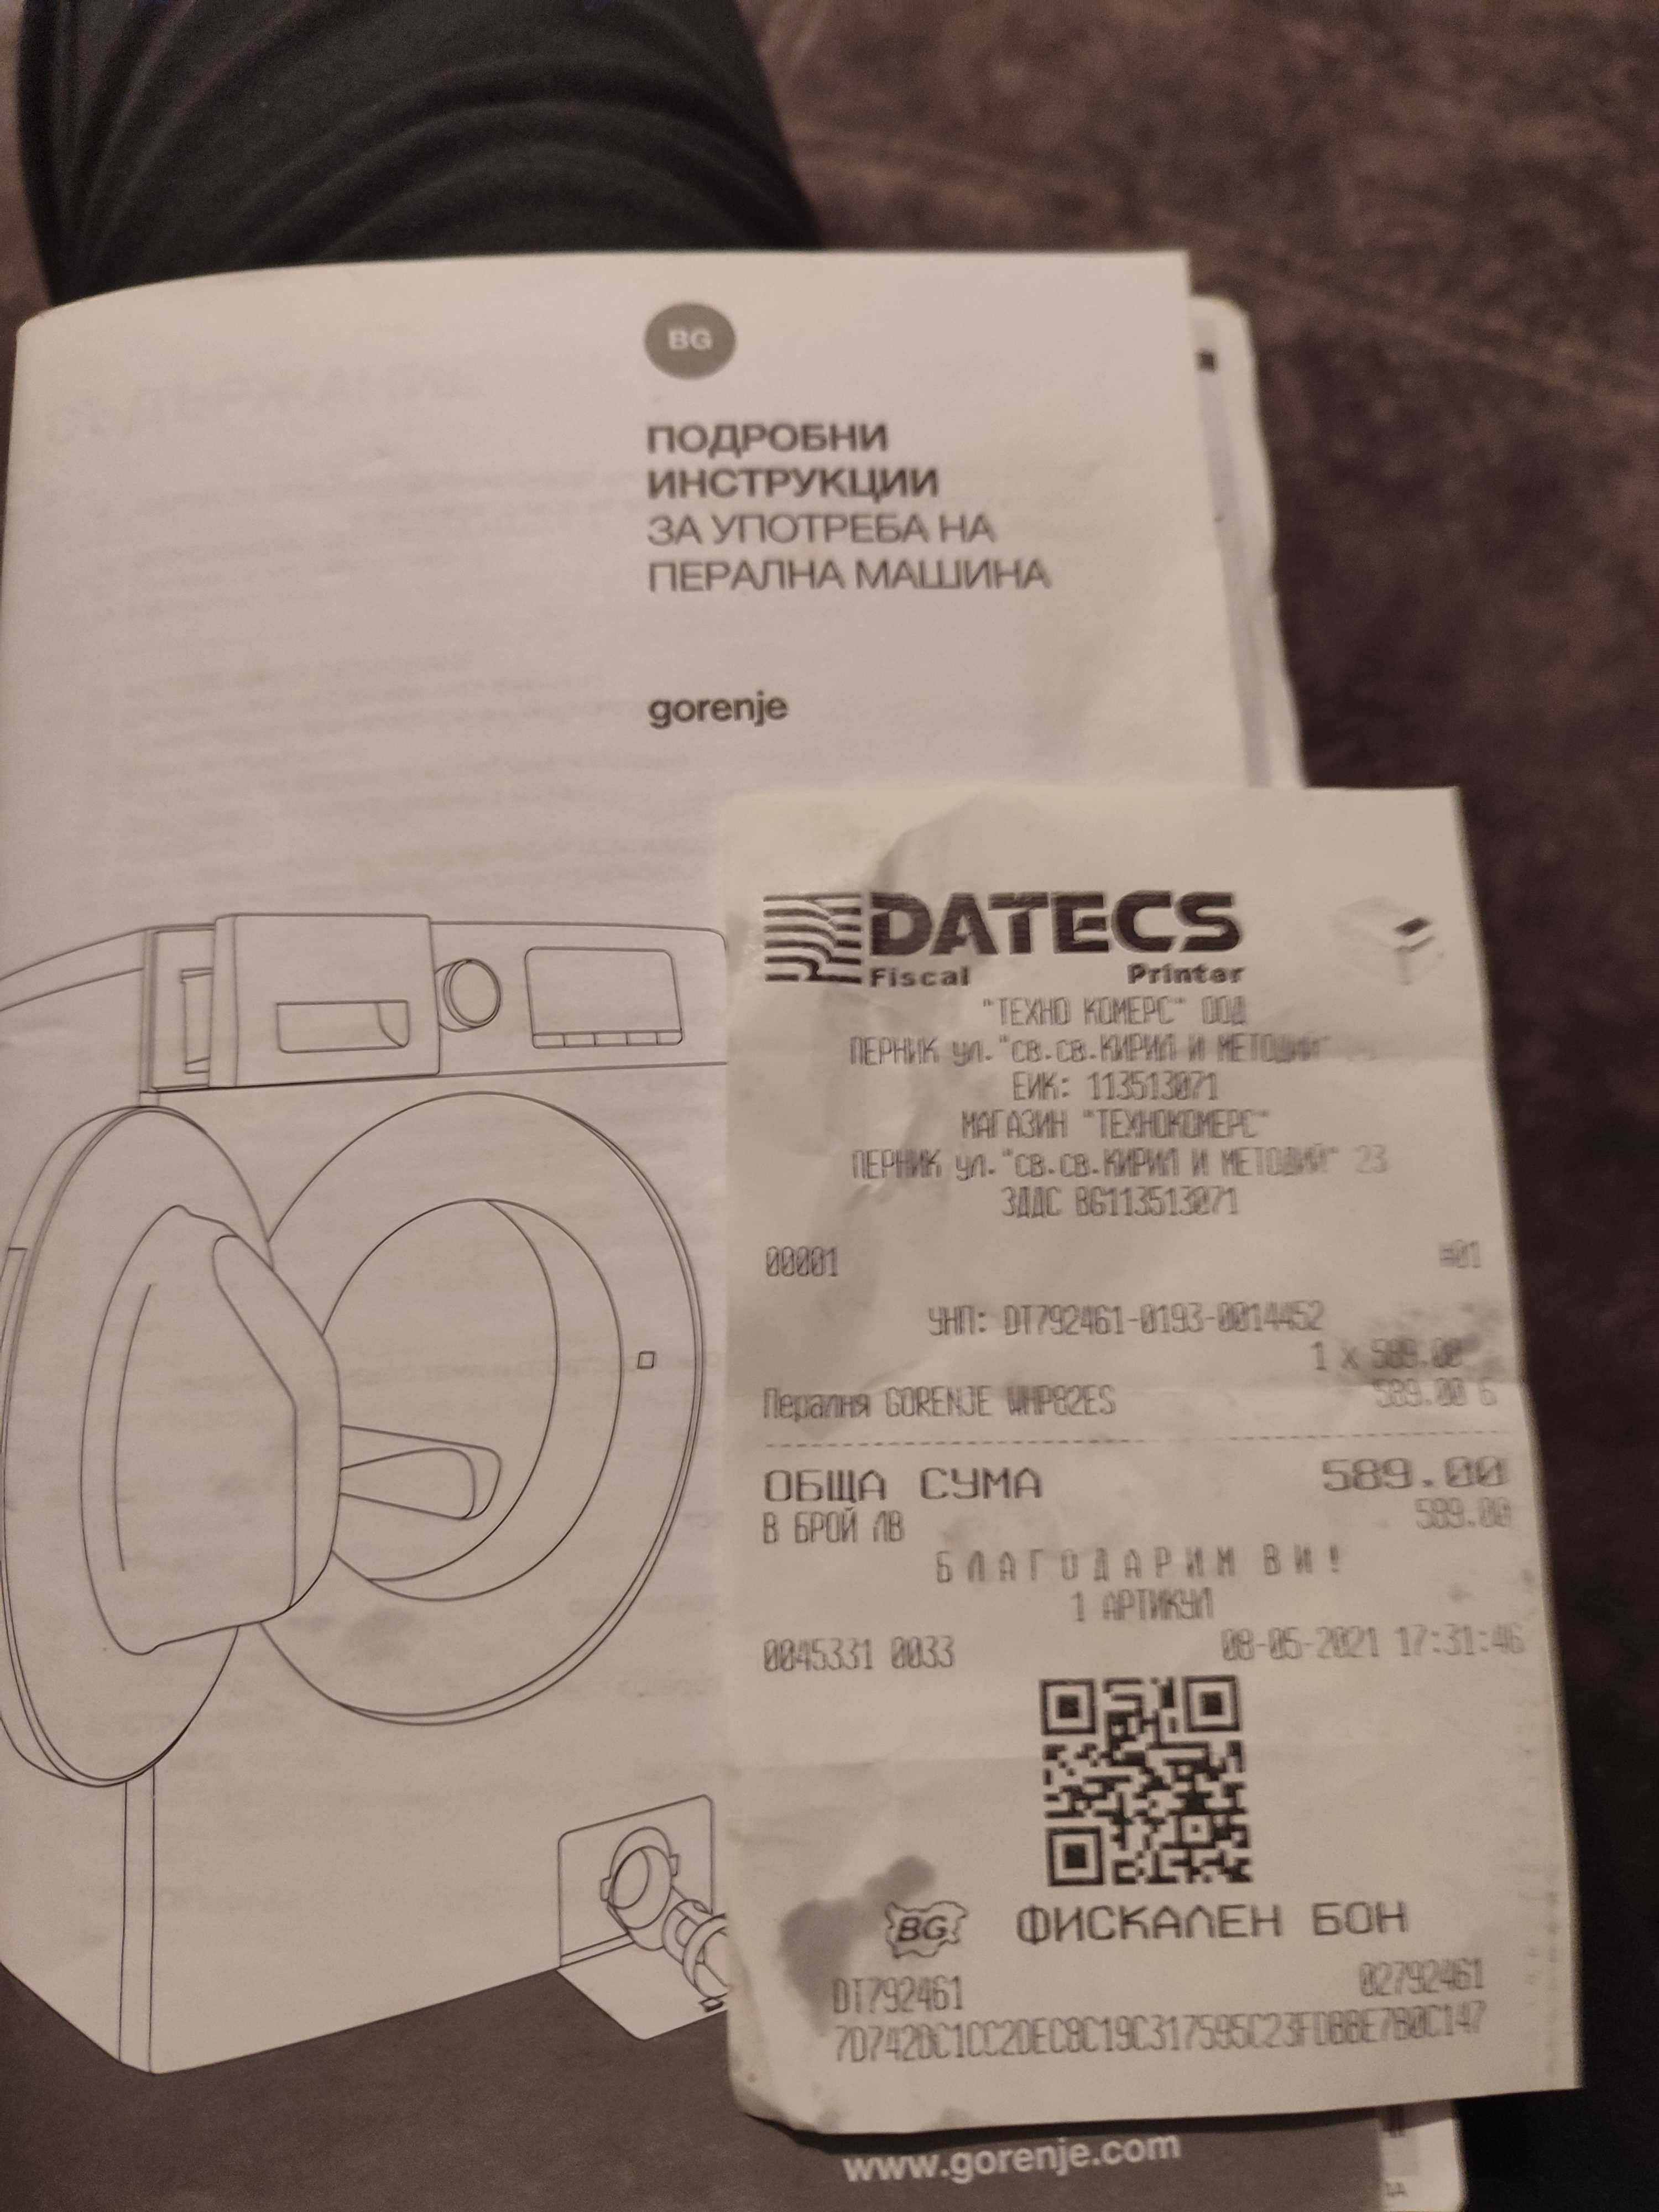 BG
ПОДРОБНИ
ИНСТРУКЦИИ
ЗА УПОТРЕБА НА
ПЕРАЛНА МАШИНА
gorenje
DATECS
Fiscal Printer
"ТЕХНО КОМЕРС" ООД
ПЕРНИК ул."св.св.КИРИЛ И МЕТОДИЙ"
ЕИК: 113513071
МАГАЗИН "ТЕХНОКОМЕРС"
ПЕРНИК ул."св.св.КИРИЛ И МЕТОДИЙ" 23
ЗДДС BG113513071
00001 #01
УНП: DT792461-0193-0014452
1 x 589.00
Пералня GORENJE WHP82ES 589.00 Б
ОБЩА СУМА 589.00
В БРОЙ ЛВ 589.00
БЛАГОДАРИМ ВИ!
1 АРТИКУЛ
0045331 0033 08-05-2021 17:31:46
BG ФИСКАЛЕН БОН
DT792461 02792461
7D742DC1CC2DEC8C19C317595C23FDBBE7B0C147
www.gorenje.com